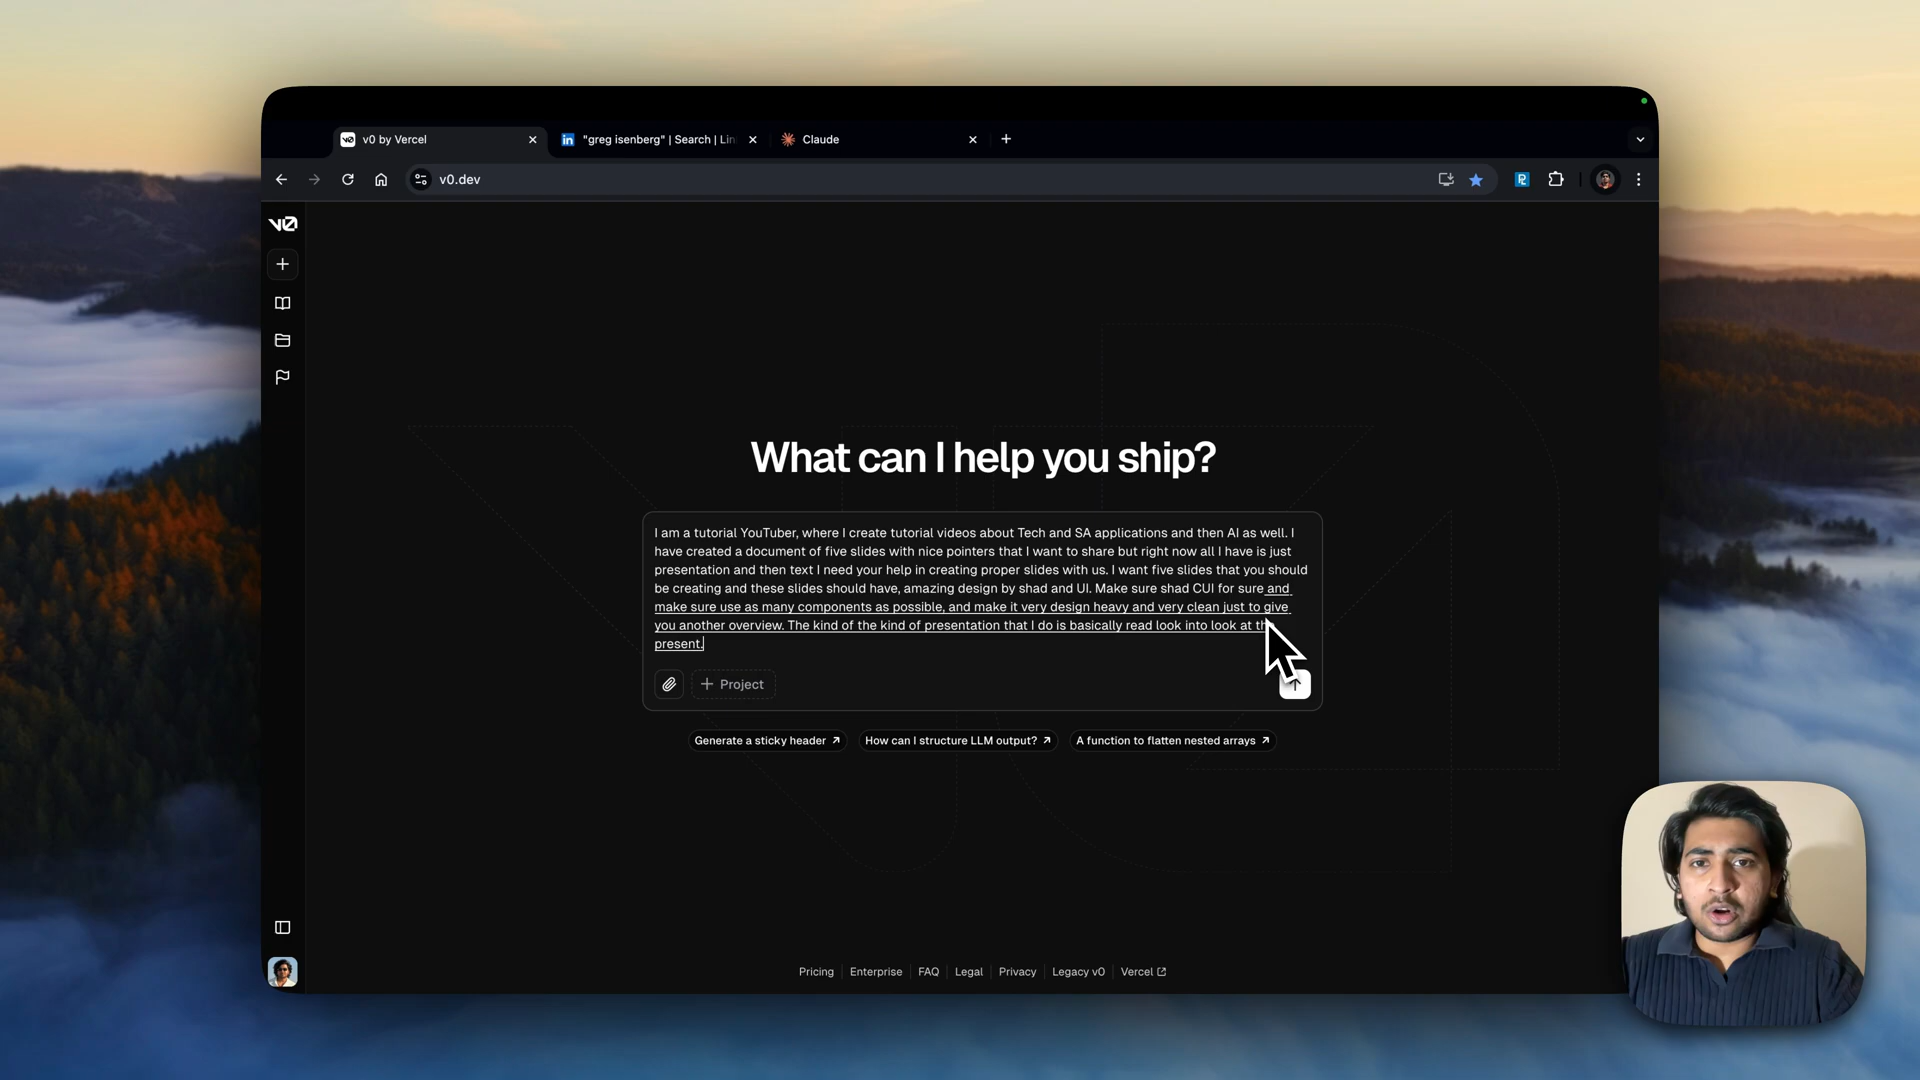 v0 by Vercel
"greg isenberg" | Search | Lin
Claude
v0.dev
v0
What can I help you ship?
I am a tutorial YouTuber, where I create tutorial videos about Tech and SA applications and then AI as well. I
have created a document of five slides with nice pointers that I want to share but right now all I have is just
presentation and then text I need your help in creating proper slides with us. I want five slides that you should
be creating and these slides should have, amazing design by shad and UI. Make sure shad CUI for sure and
make sure use as many components as possible, and make it very design heavy and very clean just to give
you another overview. The kind of the kind of presentation that I do is basically read look into look at
present.
Project
Generate a sticky header
How can I structure LLM output?
A function to flatten nested arrays
Pricing
Enterprise
FAQ
Legal
Privacy
Legacy v0
Vercel